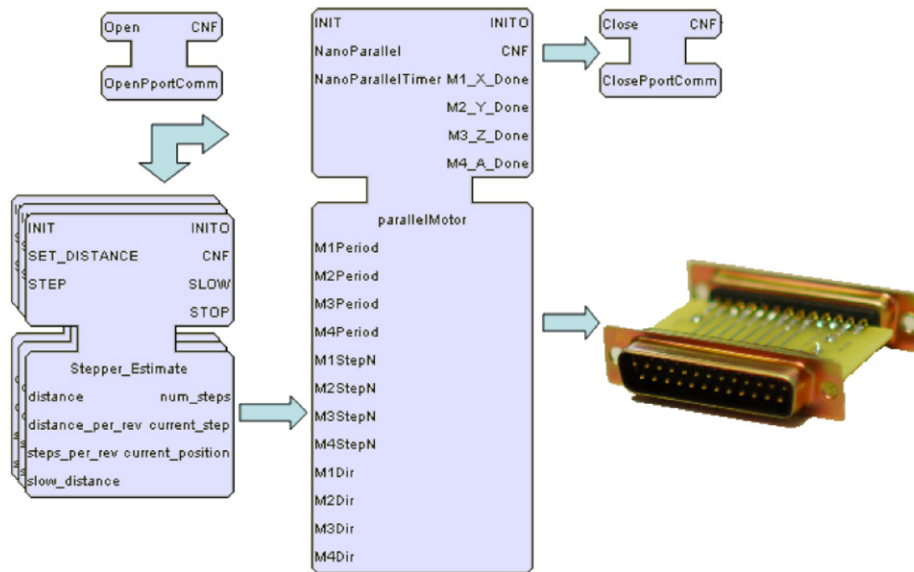 Open CNF
OpenPportComm
INIT INITO
NanoParallel CNF
NanoParallelTimer M1_X_Done
M2_Y_Done
M3_Z_Done
M4_A_Done
Close CNF
ClosePportComm
INIT INITO
SET_DISTANCE CNF
STEP SLOW
STOP
Stepper_Estimate
distance num_steps
distance_per_rev current_step
steps_per_rev current_position
slow_distance
parallelMotor
M1Period
M2Period
M3Period
M4Period
M1StepN
M2StepN
M3StepN
M4StepN
M1Dir
M2Dir
M3Dir
M4Dir